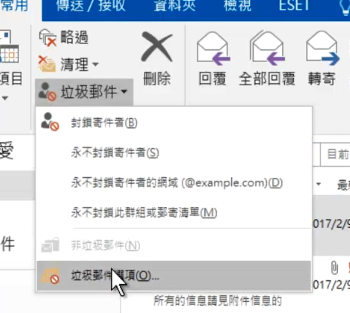 常用 傳送 / 接收 資料夾 檢視 ESET
略過
清理
項目
垃圾郵件
刪除 回覆 全部回覆 轉寄
封鎖寄件者(B)
永不封鎖寄件者(S)
永不封鎖寄件者的網域 (@example.com)(D)
永不封鎖此群組或郵寄清單(M)
非垃圾郵件(N)
垃圾郵件選項(O)...
愛
目前
件
017/2/9
017/2/9
所有的信息請見附件信息的